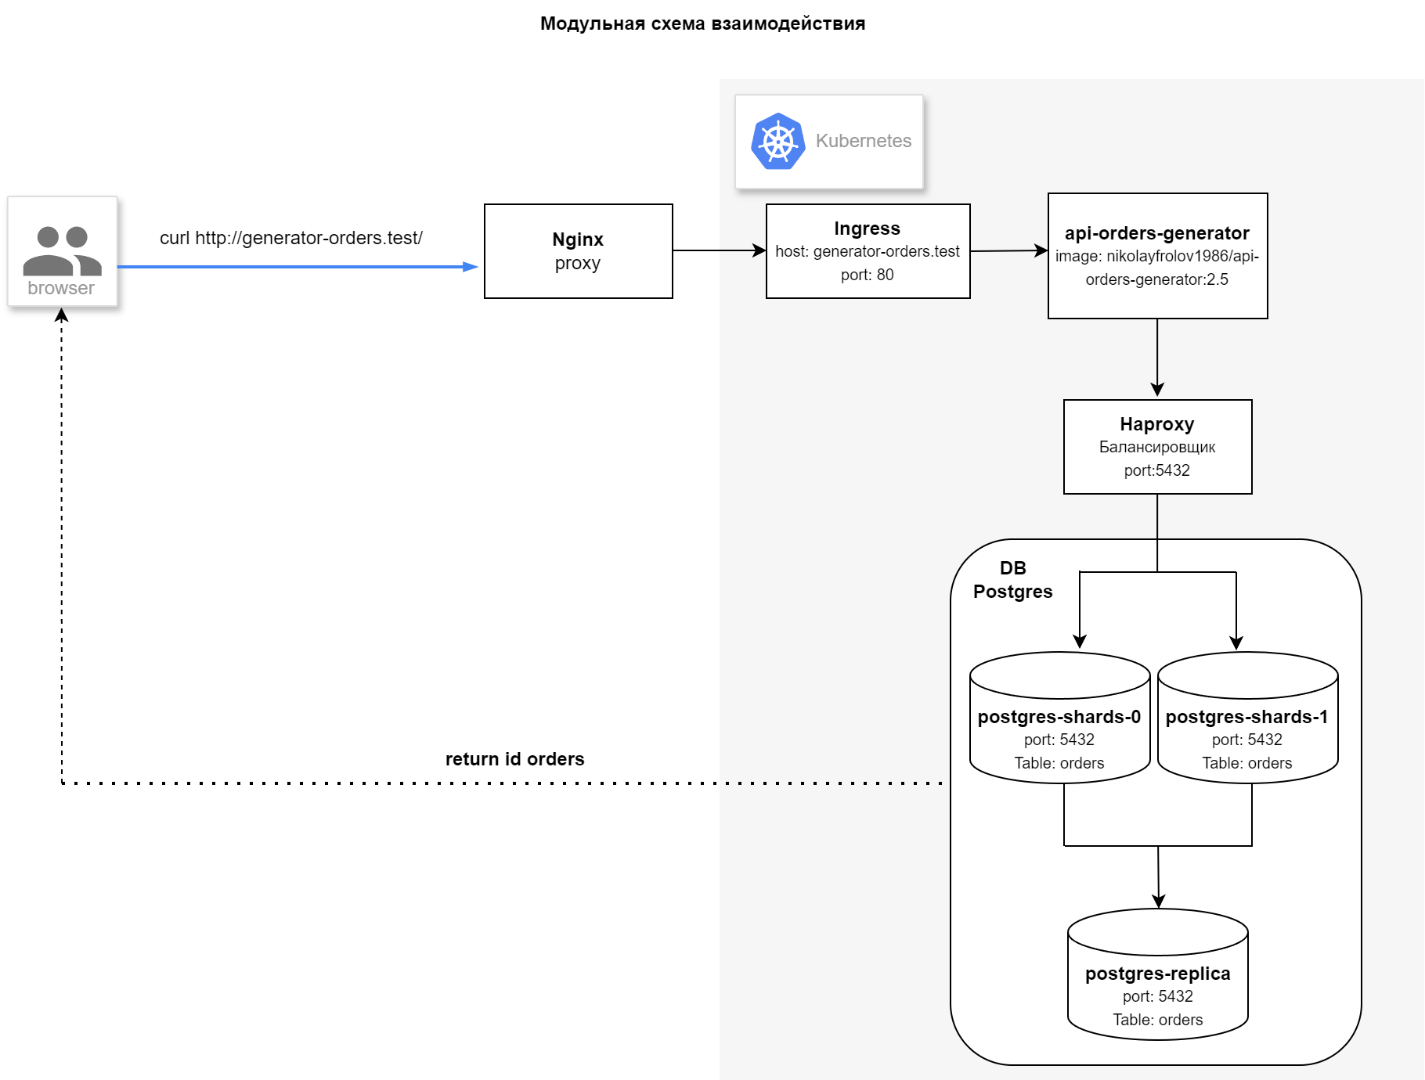 Модульная схема взаимодействия
Kubernetes
browser
curl http://generator-orders.test/
Nginx
proxy
Ingress
host: generator-orders.test
port: 80
api-orders-generator
image: nikolayfrolov1986/api-
orders-generator:2.5
Haproxy
Балансировщик
port:5432
DB
Postgres
postgres-shards-0
port: 5432
Table: orders
postgres-shards-1
port: 5432
Table: orders
return id orders
postgres-replica
port: 5432
Table: orders